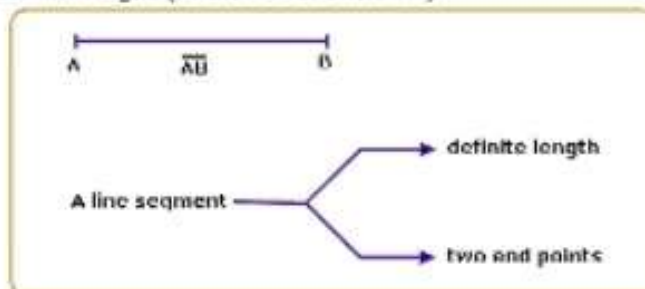 A AB B
definite length
A line segment
two end points